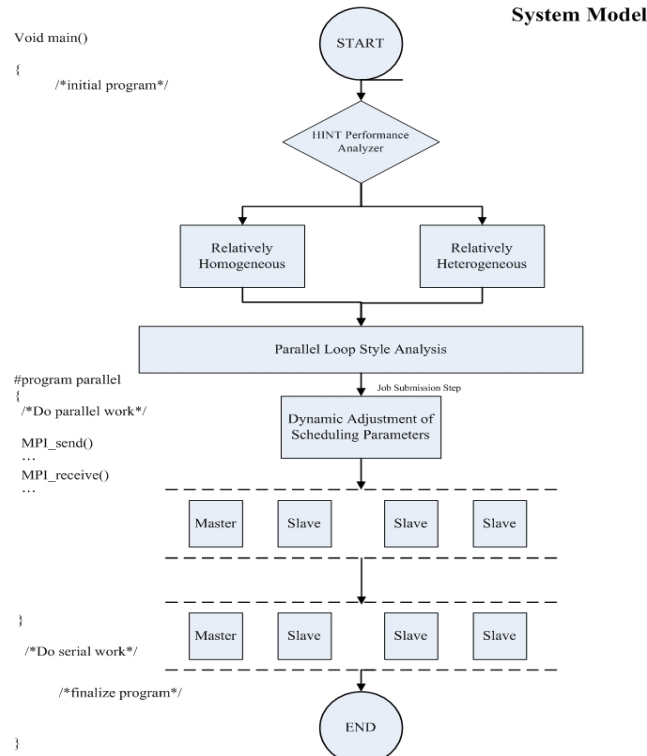 System Model
Void main()
{
/*initial program*/
START
HINT Performance
Analyzer
Relatively
Homogeneous
Relatively
Heterogeneous
Parallel Loop Style Analysis
#program parallel
{
/*Do parallel work*/
MPI_send()
…
MPI_receive()
…
Job Submission Step
Dynamic Adjustment of
Scheduling Parameters
Master
Slave
Slave
Slave
}
/*Do serial work*/
Master
Slave
Slave
Slave
/*finalize program*/
END
}